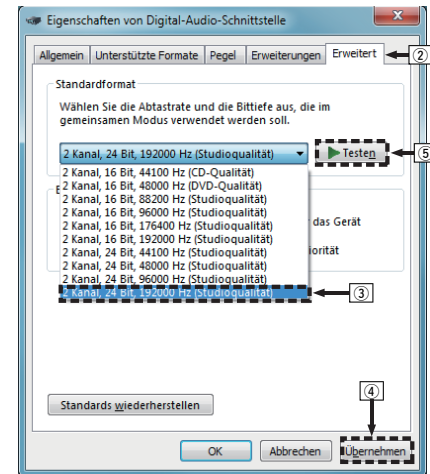 Eigenschaften von Digital-Audio-Schnittstelle
Allgemein Unterstützte Formate Pegel Erweiterungen Erweitert
②
Standardformat
Wählen Sie die Abtastrate und die Bittiefe aus, die im
gemeinsamen Modus verwendet werden soll.
2 Kanal, 24 Bit, 192000 Hz (Studioqualität) Testen
⑤
2 Kanal, 16 Bit, 44100 Hz (CD-Qualität)
2 Kanal, 16 Bit, 48000 Hz (DVD-Qualität)
2 Kanal, 16 Bit, 88200 Hz (Studioqualität)
2 Kanal, 16 Bit, 96000 Hz (Studioqualität)
2 Kanal, 16 Bit, 176400 Hz (Studioqualität)
2 Kanal, 16 Bit, 192000 Hz (Studioqualität)
2 Kanal, 24 Bit, 44100 Hz (Studioqualität)
2 Kanal, 24 Bit, 48000 Hz (Studioqualität)
2 Kanal, 24 Bit, 96000 Hz (Studioqualität)
2 Kanal, 24 Bit, 192000 Hz (Studioqualität)
das Gerät
③
④
Standards wiederherstellen
OK Abbrechen Übernehmen